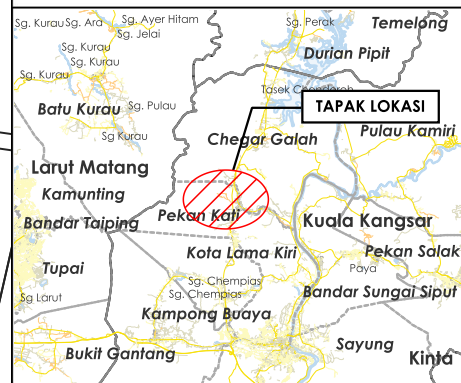 Sg. Kurau
Sg. Ara
Sg. Ayer Hitam
Sg. Jelai
Sg. Perak
Temelong
Sg. Kurau
Durian Pipit
Sg. Kurau
Sg. Kurau
Tasek Chenderoh
TAPAK LOKASI
Batu Kurau
Sg. Pulau
Sg Kurau
Chegar Galah
Pulau Kamiri
Larut Matang
Kamunting
Pekan Kati
Kuala Kangsar
Bandar Taiping
Kota Lama Kiri
Pekan Salak
Tupai
Paya
Sg. Chempias
Sg. Chempias
Bandar Sungai Siput
Sg Larut
Kampong Buaya
Sayung
Bukit Gantang
Kinta